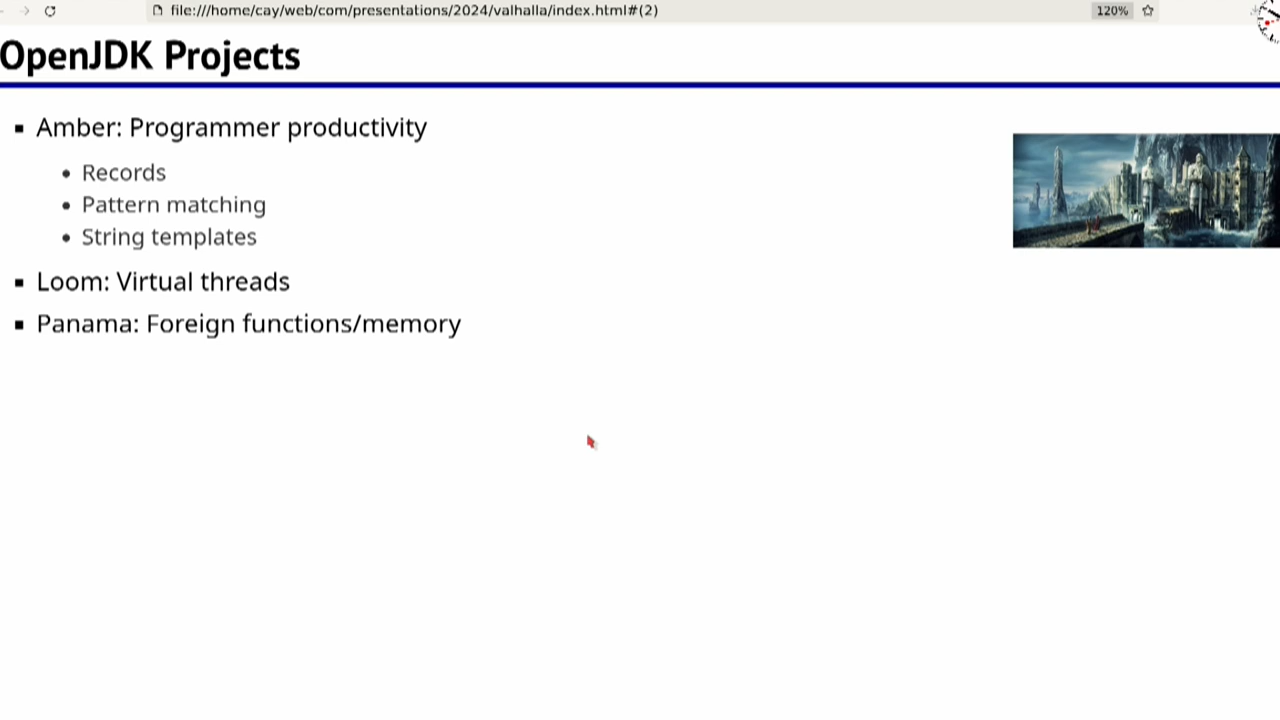 file:///home/cay/web/com/presentations/2024/valhalla/index.html#(2)
120%
OpenJDK Projects
Amber: Programmer productivity
Records
Pattern matching
String templates
Loom: Virtual threads
Panama: Foreign functions/memory